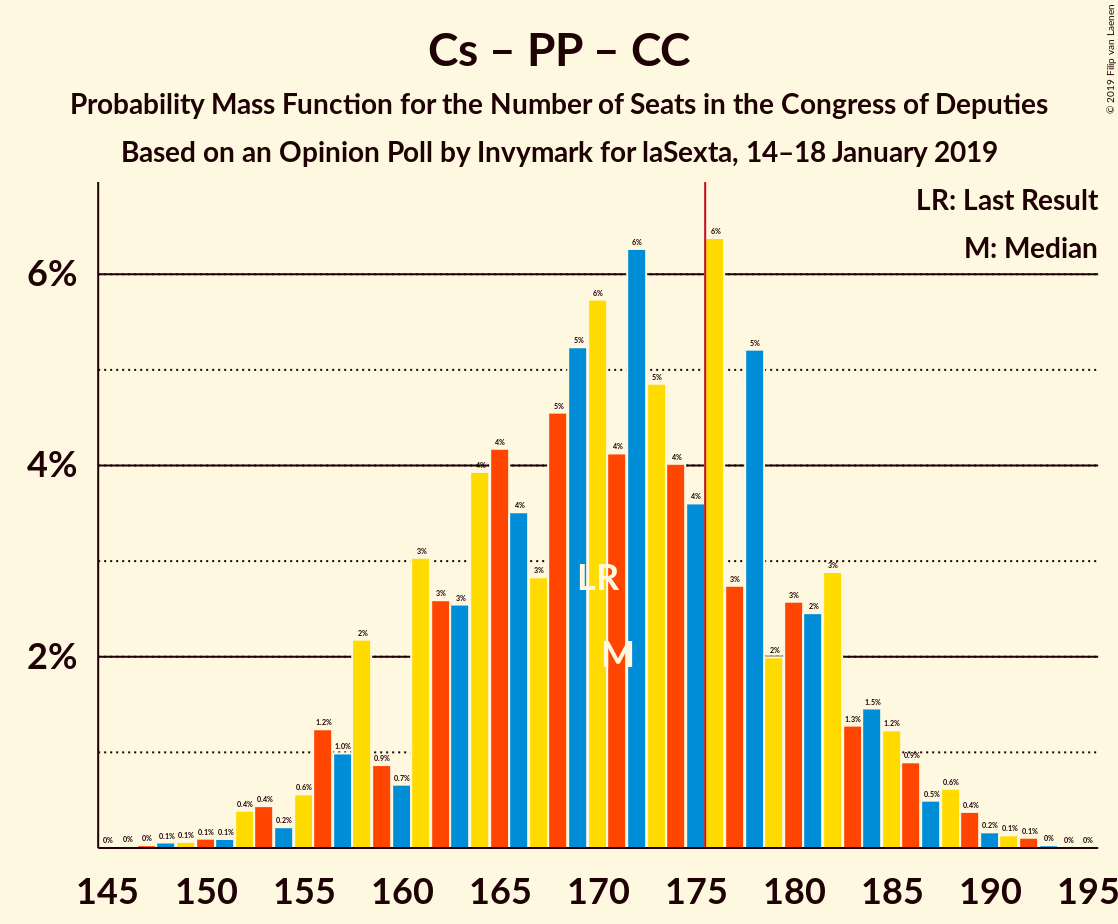 Cs – PP – CC
Probability Mass Function for the Number of Seats in the Congress of Deputies
Based on an Opinion Poll by Invymark for laSexta, 14–18 January 2019
© 2019 Filip van Laenen
LR: Last Result
M: Median
6%
4%
2%
0% 0% 0% 0.1% 0.1% 0.1% 0.1% 0.4% 0.4% 0.2% 0.6% 1.2% 1.0% 2% 0.9% 0.7% 3% 3% 3% 4% 4% 4% 3% 5% 5% 6% 4% 6% 5% 4% 4% 6% 3% 5% 2% 3% 2% 3% 1.3% 1.5% 1.2% 0.9% 0.5% 0.6% 0.4% 0.2% 0.1% 0.1% 0% 0% 0%
LR
M
145 150 155 160 165 170 175 180 185 190 195